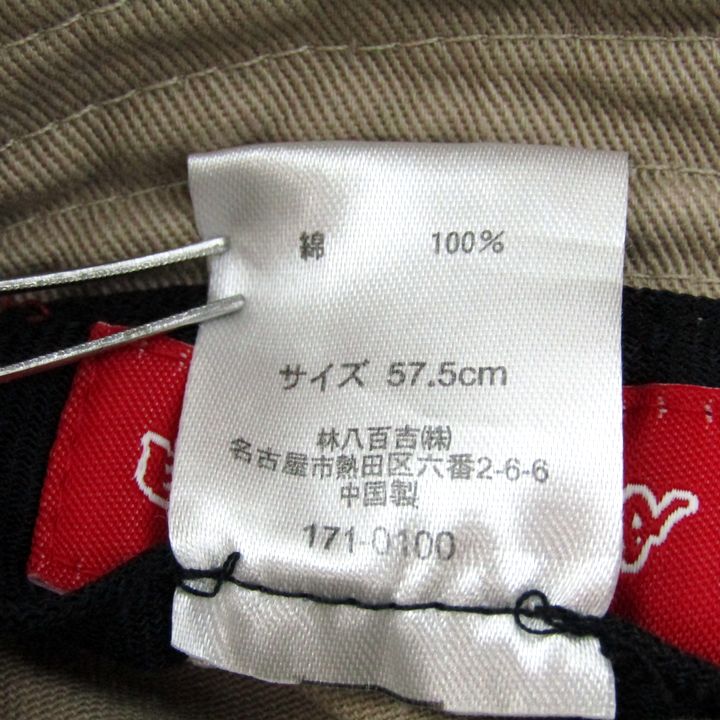 綿 100%
サイズ 57.5cm
林八百吉㈱
名古屋市熱田区六番2-6-6
中国製
171-0100